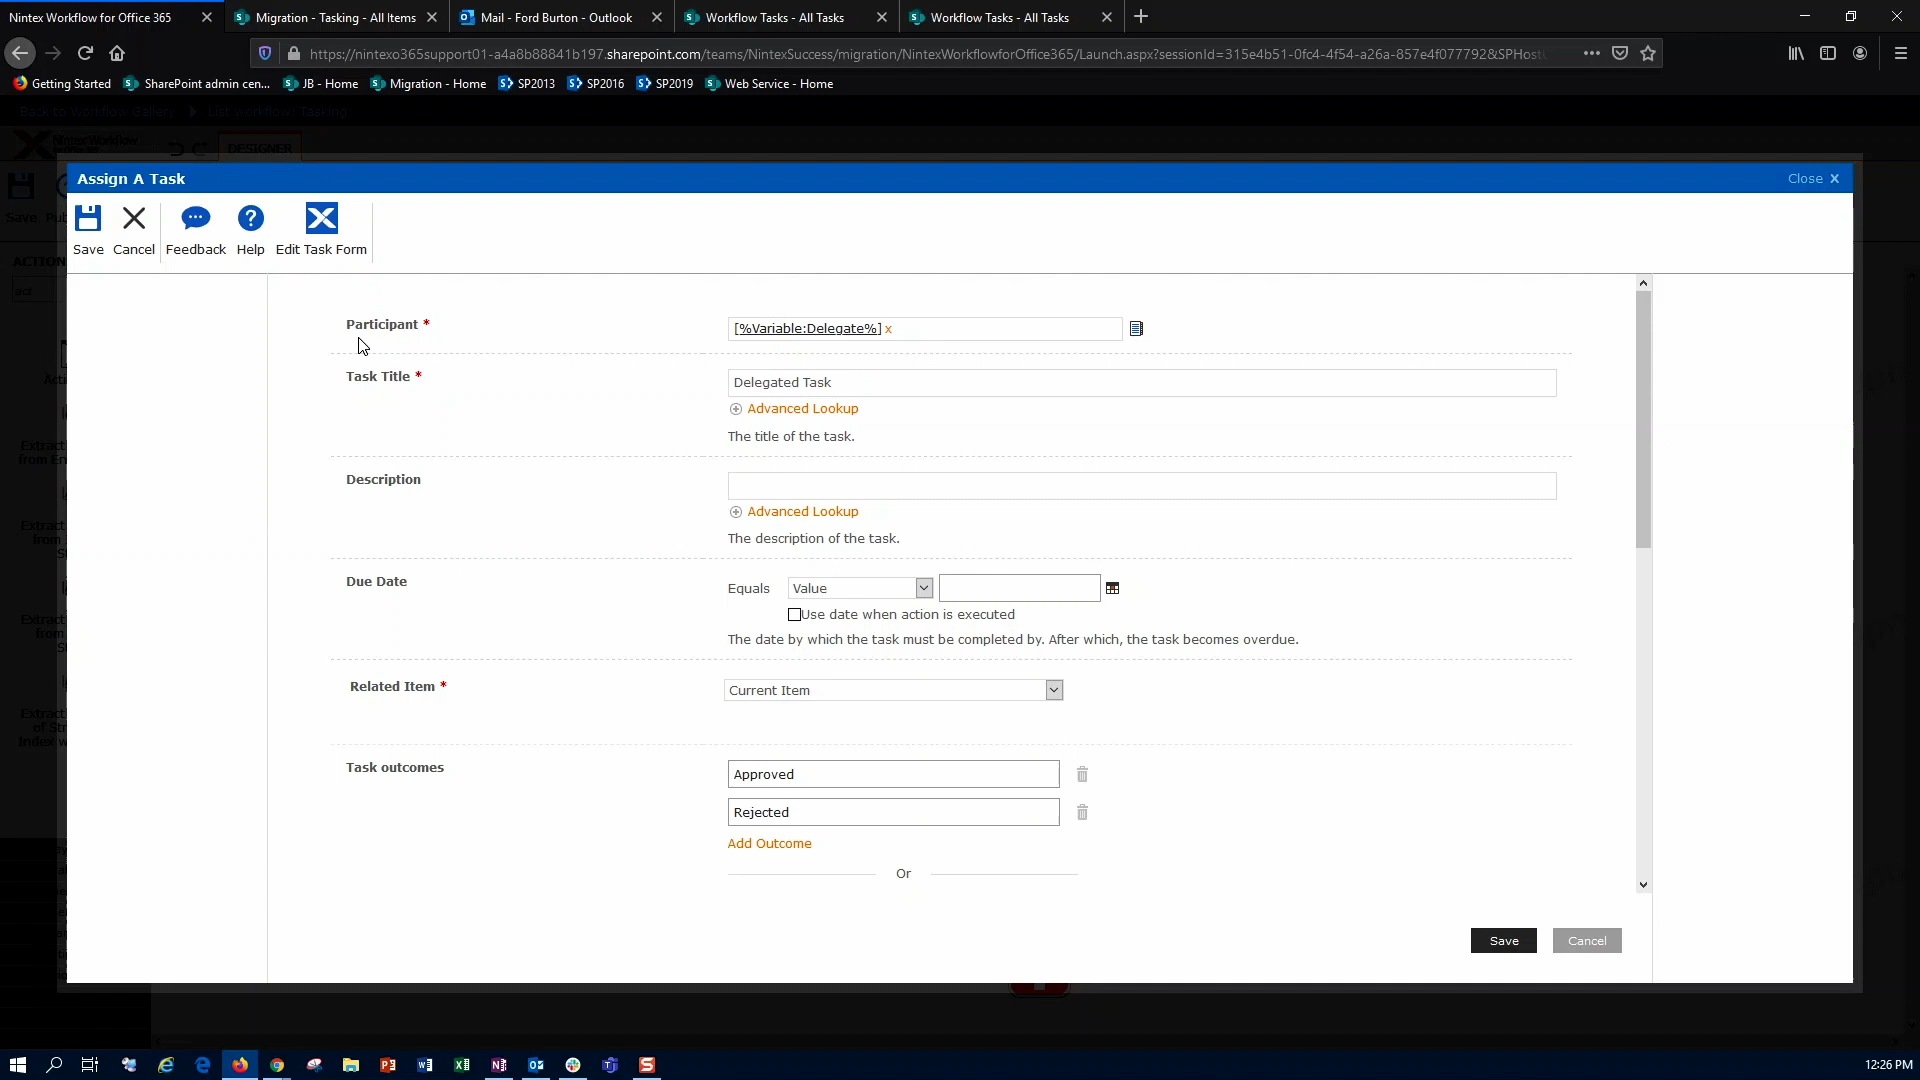 Nintex Workflow for Office 365
Migration - Tasking - All Items
Mail - Ford Burton - Outlook
Workflow Tasks - All Tasks
Workflow Tasks - All Tasks
https://nintexo365support01-a4a8b88841b197.sharepoint.com/teams/NintexSuccess/migration/NintexWorkflowforOffice365/Launch.aspx?sessionId=315e4b51-0fc4-4f54-a26a-857e4f077792&SPHost
Getting Started
SharePoint admin cen...
JB - Home
Migration - Home
SP2013
SP2016
SP2019
Web Service - Home
Back to Workflow Gallery
List workflow: Tasking
Nintex Workflow
DESIGNER
Assign A Task
Close X
Save
Save
Cancel
Feedback
Help
Edit Task Form
ACTION
Participant *
[%Variable:Delegate%] x
Task Title *
Delegated Task
Advanced Lookup
The title of the task.
Description
Advanced Lookup
The description of the task.
Due Date
Equals
Value
Use date when action is executed
The date by which the task must be completed by. After which, the task becomes overdue.
Related Item *
Current Item
Task outcomes
Approved
Rejected
Add Outcome
Or
Save
Cancel
Extract
from En
Extract
from
Extract
from
Extract
of St
Index w
12:26 PM